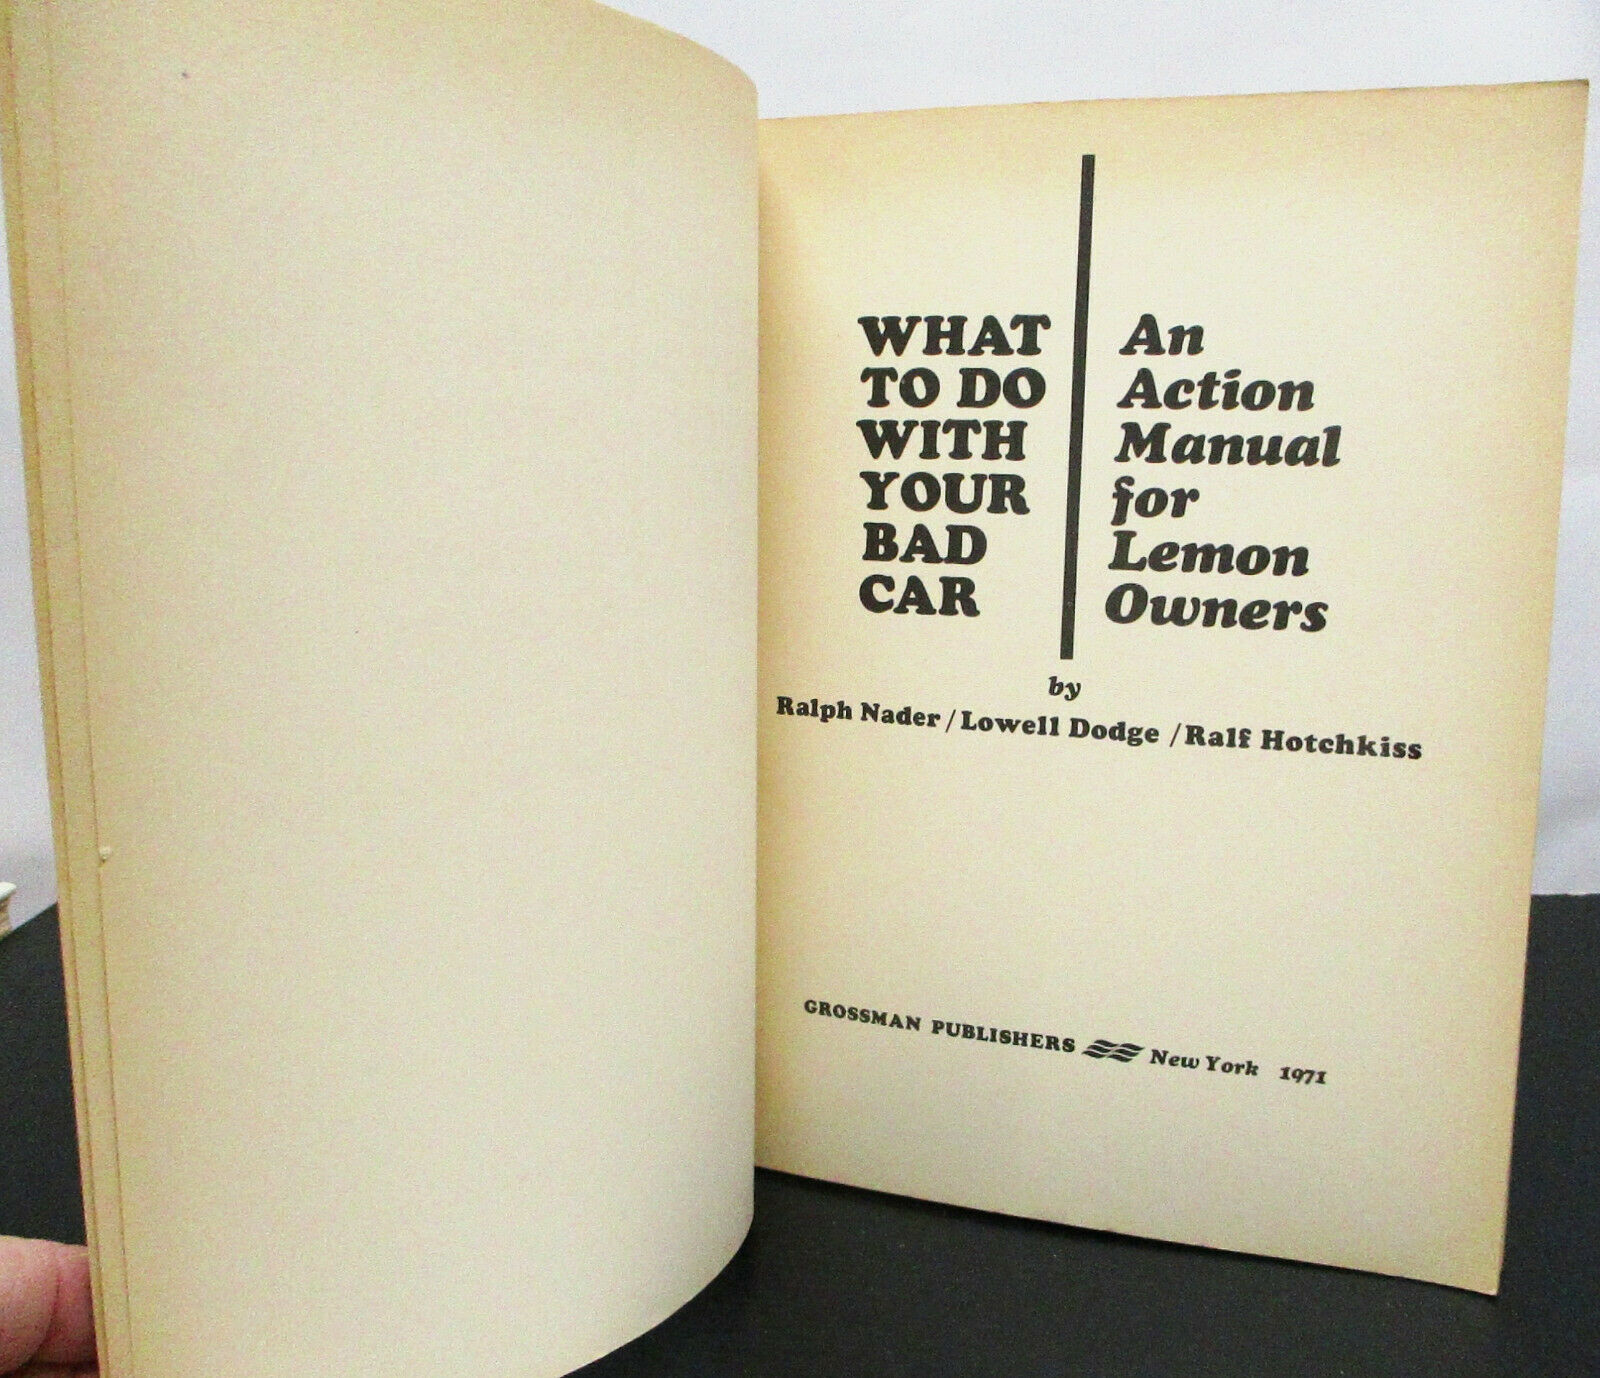 WHAT
TO DO
WITH
YOUR
BAD
CAR
An
Action
Manual
for
Lemon
Owners
by
Ralph Nader / Lowell Dodge / Ralf Hotchkiss
GROSSMAN PUBLISHERS New York 1971